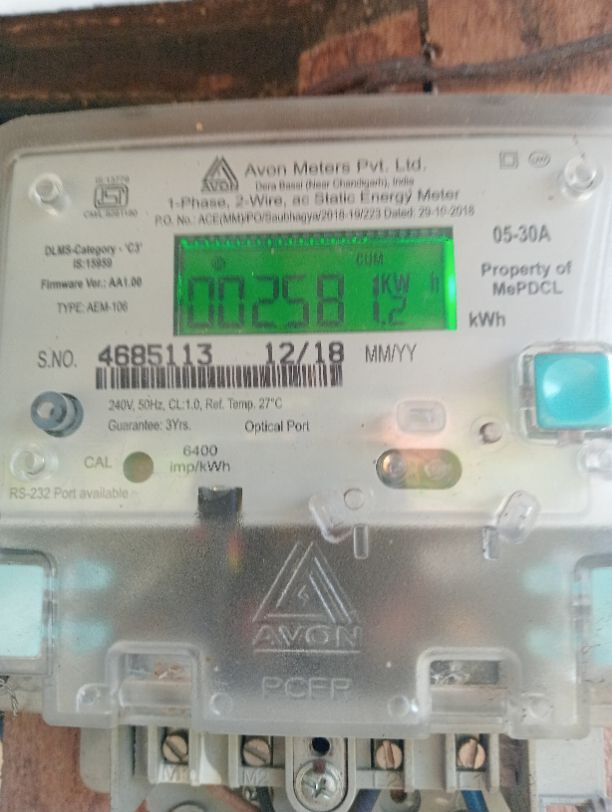 IS 13779
ISI
AVON
Avon Meters Pvt. Ltd.
Dera Bassi (Near Chandigarh), India
1-Phase, 2-Wire, ac Static Energy Meter
P.O. No.: ACE(MM)/PO/Saubhagya/2018-19/223 Dated: 29-10-2018
DLMS-Category - 'C3'
IS:15959
Firmware Ver.: AA1.00
TYPE: AEM-106
CUM
KW h
002581.2
05-30A
Property of
MePDCL
kWh
S.NO. 4685113 12/18 MM/YY
240V, 50Hz, CL:1.0, Ref. Temp. 27°C
Guarantee: 3Yrs. Optical Port
CAL
6400
imp/kWh
RS-232 Port available
AVON